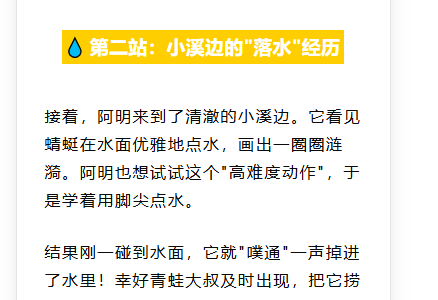 💧 第二站：小溪边的"落水"经历
接着，阿明来到了清澈的小溪边。它看见
蜻蜓在水面优雅地点水，画出一圈圈涟
漪。阿明也想试试这个"高难度动作"，于
是学着用脚尖点水。
结果刚一碰到水面，它就"噗通"一声掉进
了水里！幸好青蛙大叔及时出现，把它捞